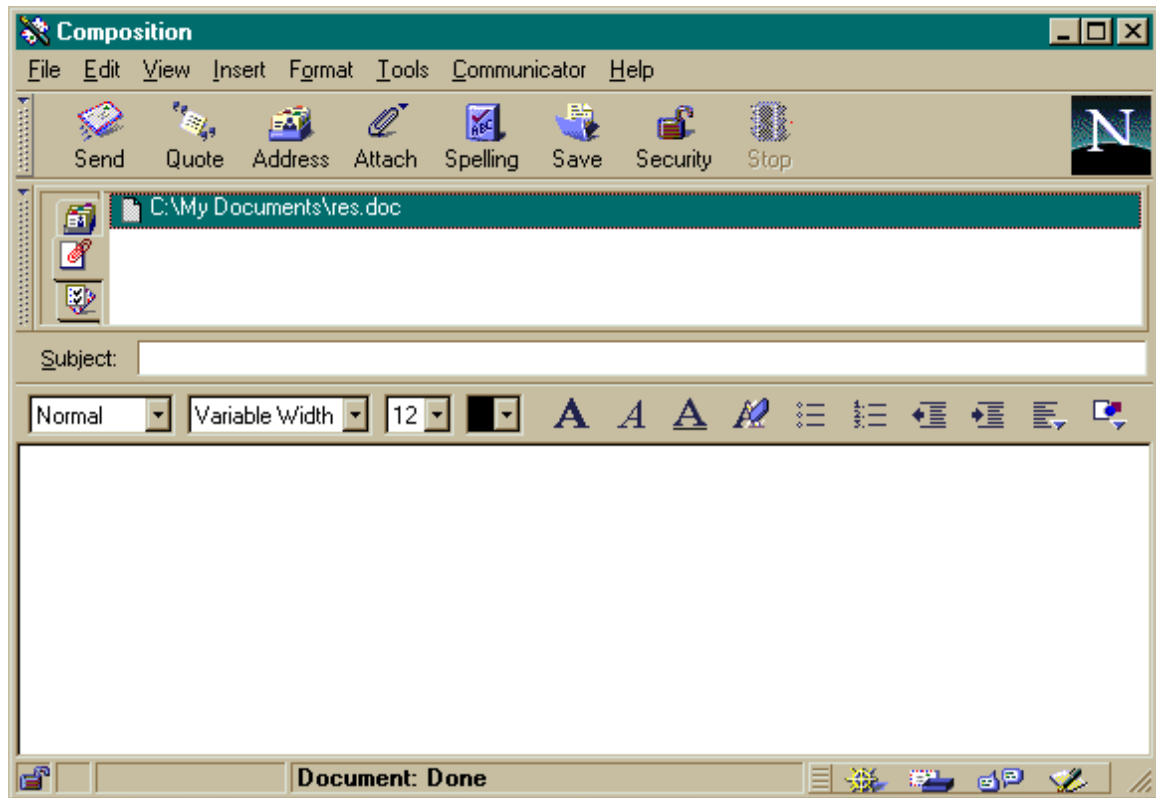 Composition
File Edit View Insert Format Tools Communicator Help
Send Quote Address Attach Spelling Save Security Stop
N
C:\My Documents\res.doc
Subject:
Normal Variable Width 12 A A A
Document: Done